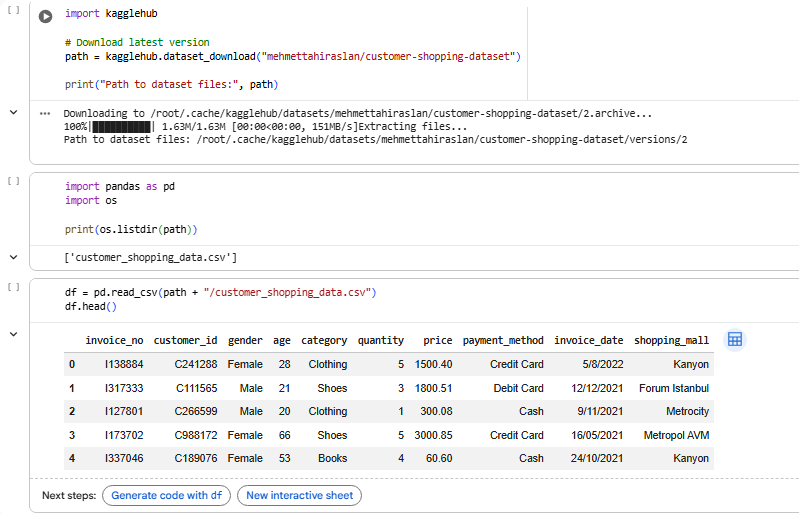 [ ]
import kagglehub
# Download latest version
path = kagglehub.dataset_download("mehmettahiraslan/customer-shopping-dataset")
print("Path to dataset files:", path)
Downloading to /root/.cache/kagglehub/datasets/mehmettahiraslan/customer-shopping-dataset/2.archive...
100%|██████████| 1.63M/1.63M [00:00<00:00, 151MB/s]Extracting files...
Path to dataset files: /root/.cache/kagglehub/datasets/mehmettahiraslan/customer-shopping-dataset/versions/2
[ ]
import pandas as pd
import os
print(os.listdir(path))
['customer_shopping_data.csv']
[ ]
df = pd.read_csv(path + "/customer_shopping_data.csv")
df.head()
invoice_no customer_id gender age category quantity price payment_method invoice_date shopping_mall
0 I138884 C241288 Female 28 Clothing 5 1500.40 Credit Card 5/8/2022 Kanyon
1 I317333 C111565 Male 21 Shoes 3 1800.51 Debit Card 12/12/2021 Forum Istanbul
2 I127801 C266599 Male 20 Clothing 1 300.08 Cash 9/11/2021 Metrocity
3 I173702 C988172 Female 66 Shoes 5 3000.85 Credit Card 16/05/2021 Metropol AVM
4 I337046 C189076 Female 53 Books 4 60.60 Cash 24/10/2021 Kanyon
Next steps: Generate code with df New interactive sheet